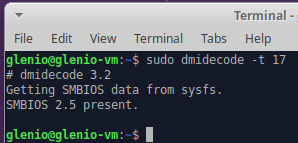 Terminal -
File Edit View Terminal Tabs Help
glenio@glenio-vm:~$ sudo dmidecode -t 17
# dmidecode 3.2
Getting SMBIOS data from sysfs.
SMBIOS 2.5 present.
glenio@glenio-vm:~$